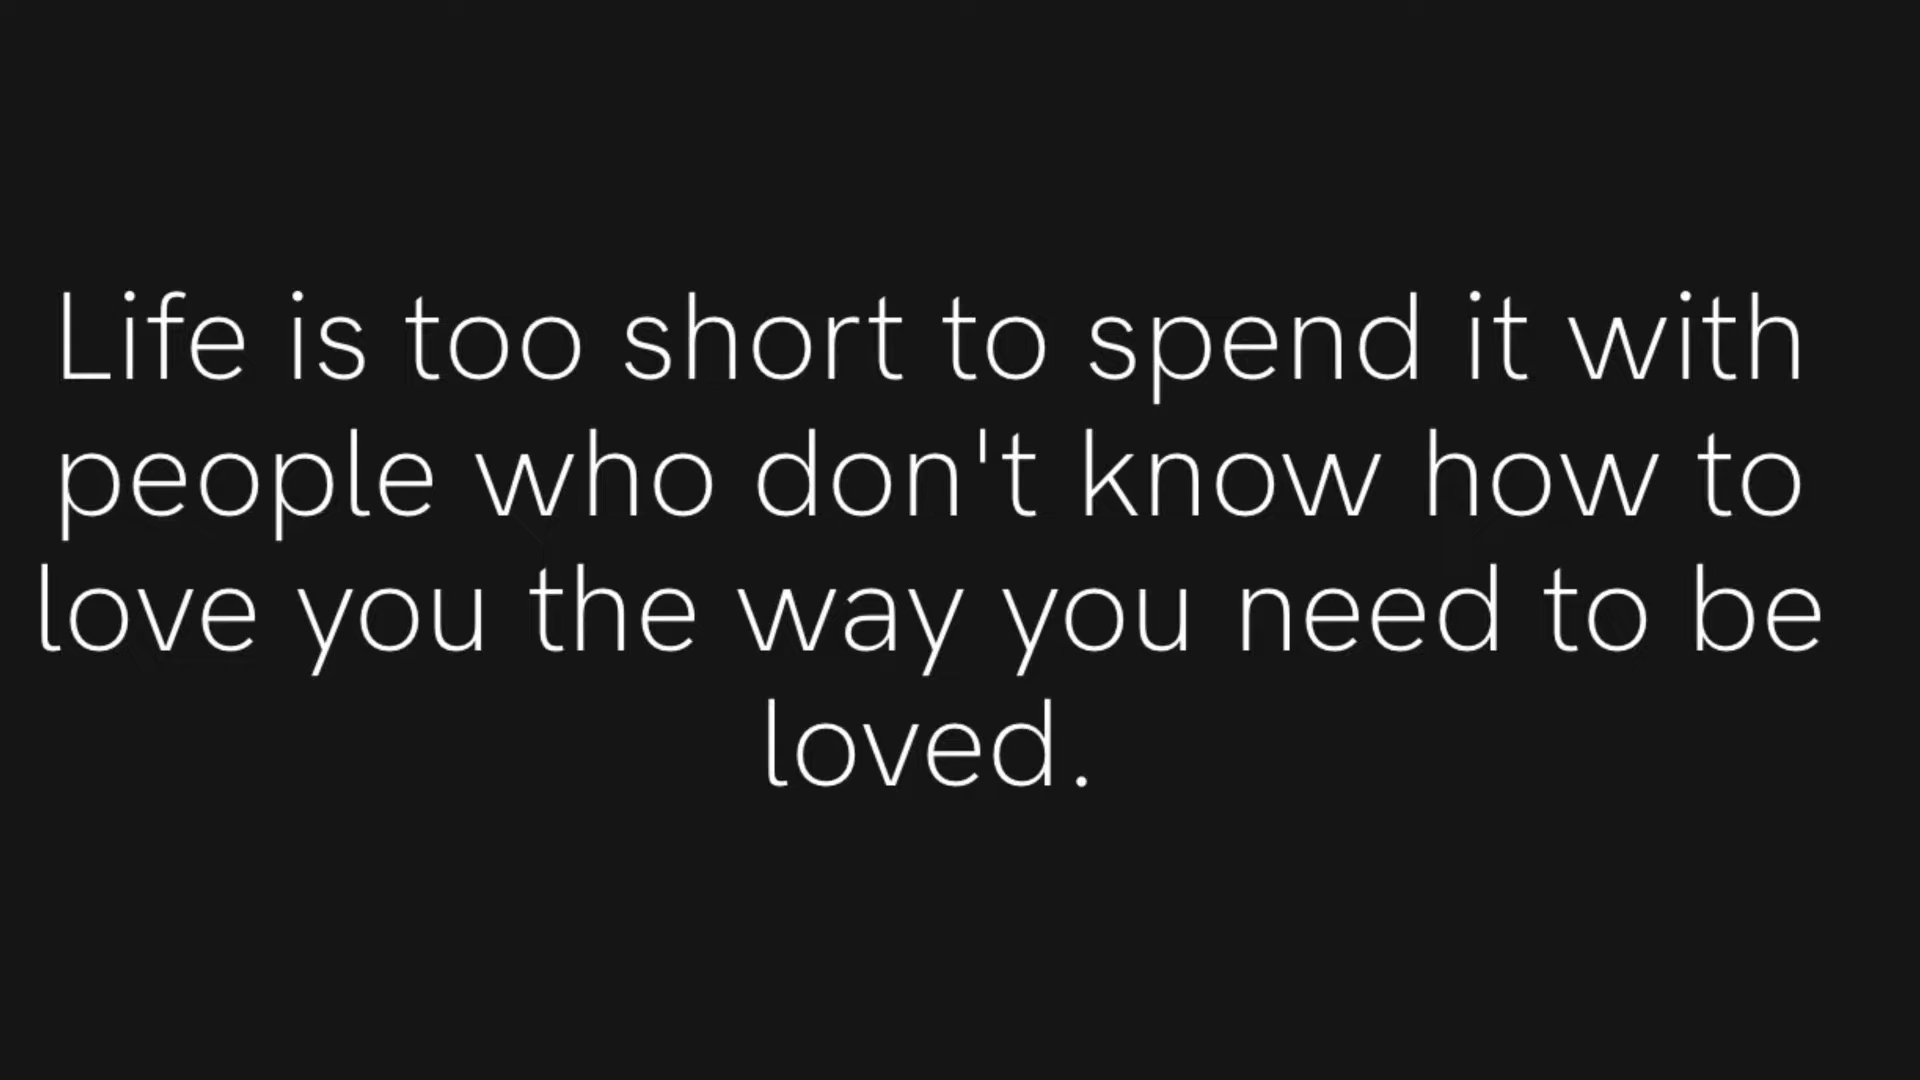 Life is too short to spend it with
people who don't know how to
love you the way you need to be
loved.